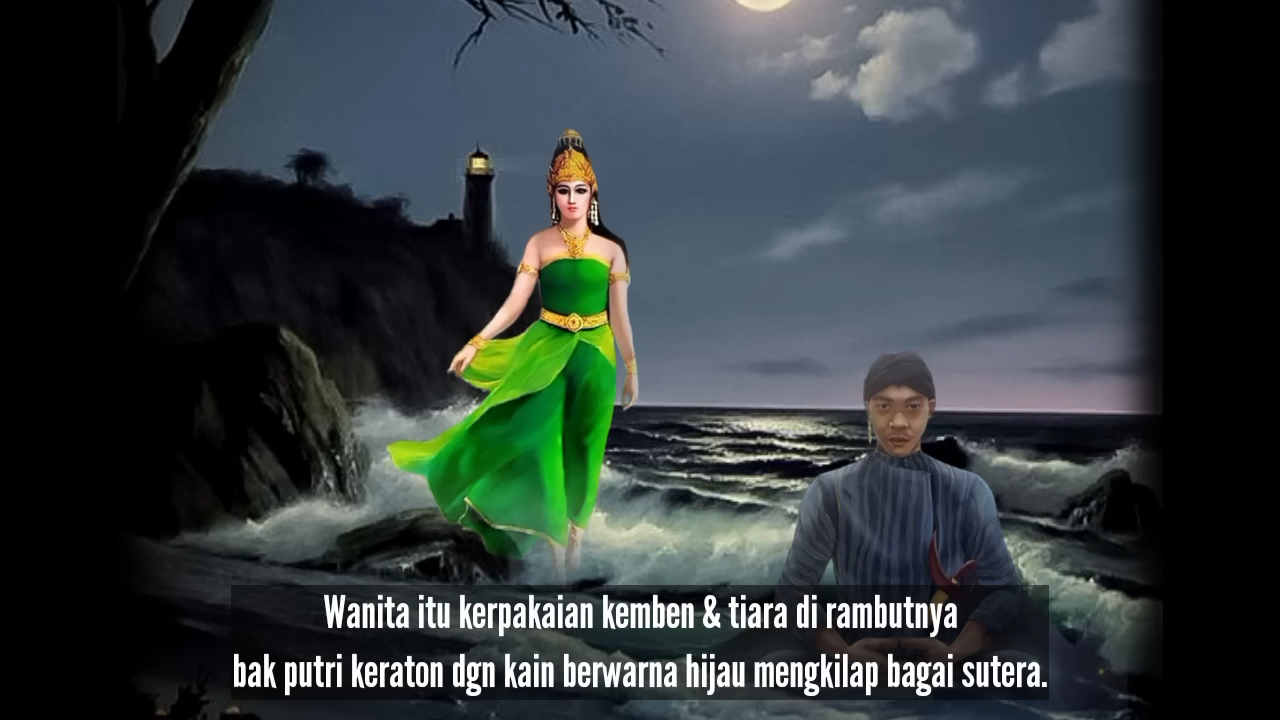 Wanita itu kerpakaian kemben & tiara di rambutnya
bak putri keraton dgn kain berwarna hijau mengkilap bagai sutera.